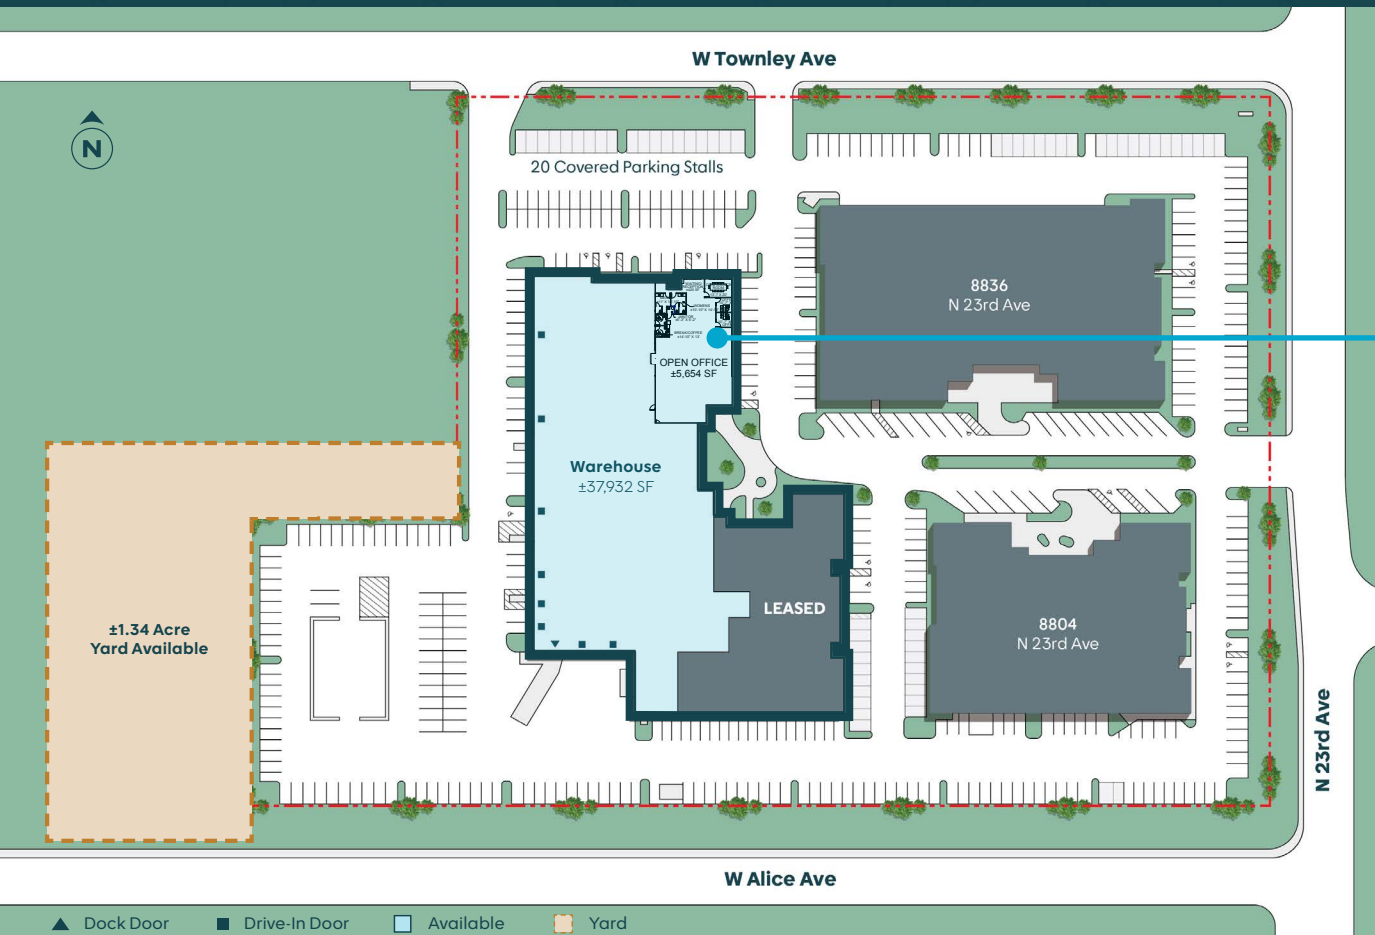 W Townley Ave
N
20 Covered Parking Stalls
8836
N 23rd Ave
OPEN OFFICE
±5,654 SF
Warehouse
±37,932 SF
LEASED
8804
N 23rd Ave
±1.34 Acre
Yard Available
N 23rd Ave
W Alice Ave
Dock Door
Drive-In Door
Available
Yard